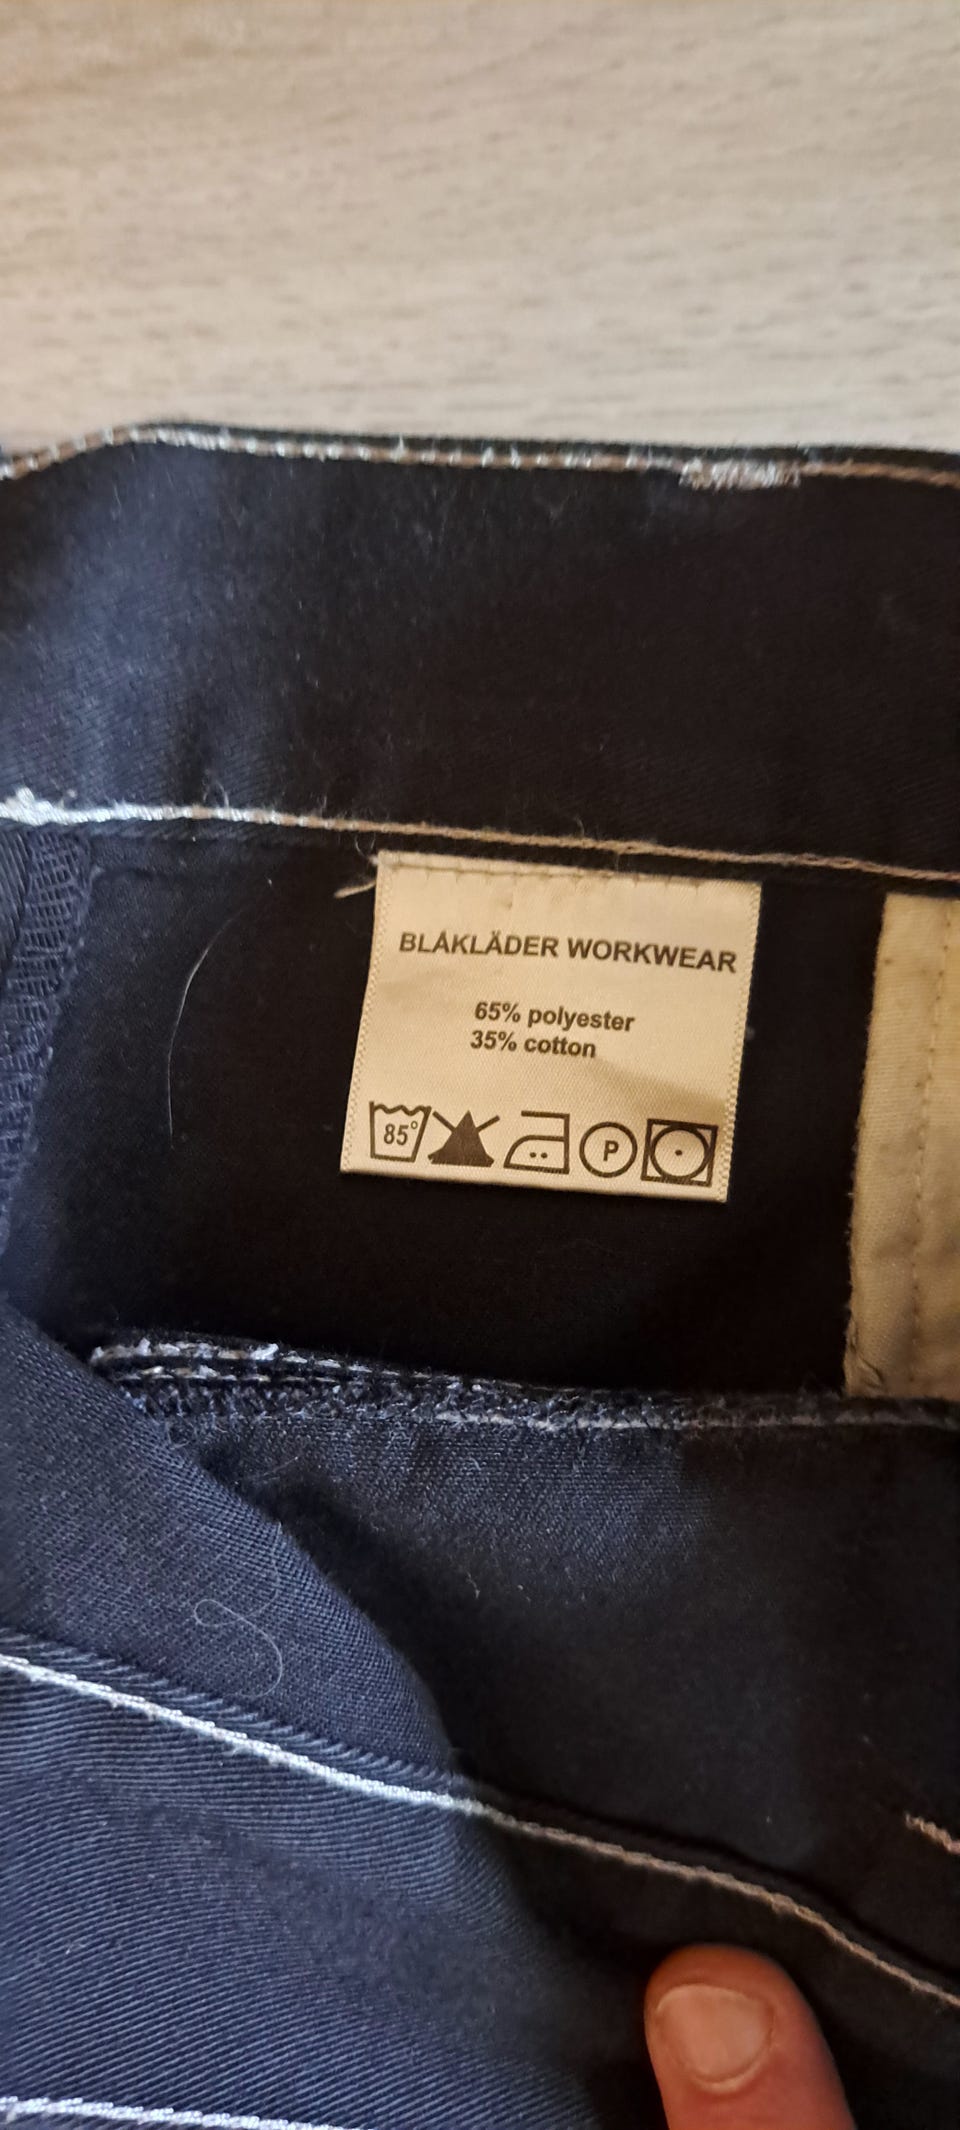 BLÅKLÄDER WORKWEAR
65% polyester
35% cotton
85° P